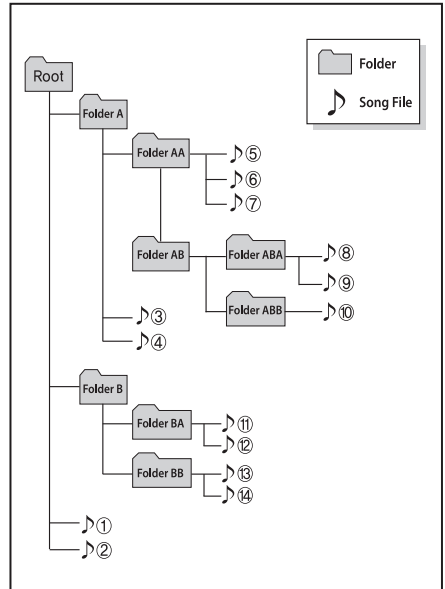 Root
Folder
Song File
Folder A
Folder AA
⑤
⑥
⑦
Folder AB
Folder ABA
⑧
⑨
Folder ABB
⑩
③
④
Folder B
Folder BA
⑪
⑫
Folder BB
⑬
⑭
①
②